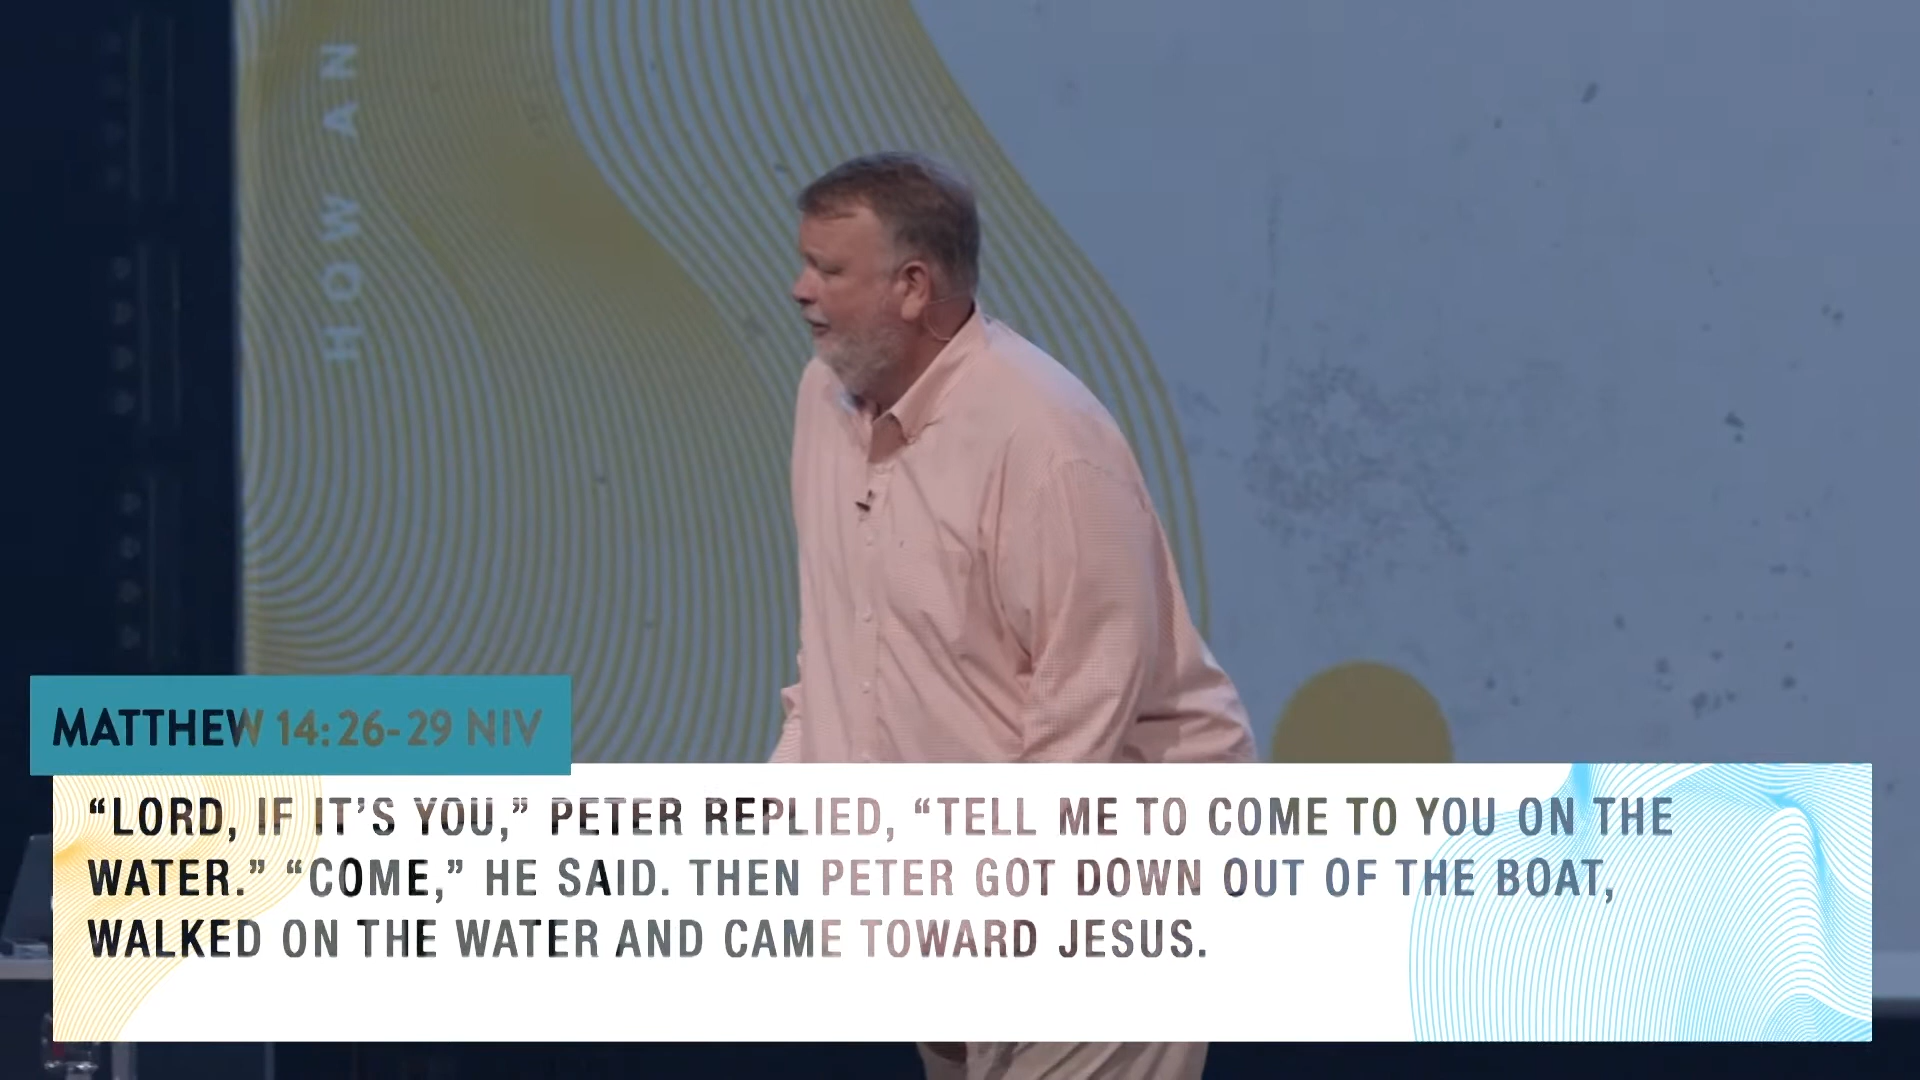 HOW AN
MATTHEW 14:26-29 NIV
“LORD, IF IT’S YOU,” PETER REPLIED, “TELL ME TO COME TO YOU ON THE
WATER.” “COME,” HE SAID. THEN PETER GOT DOWN OUT OF THE BOAT,
WALKED ON THE WATER AND CAME TOWARD JESUS.